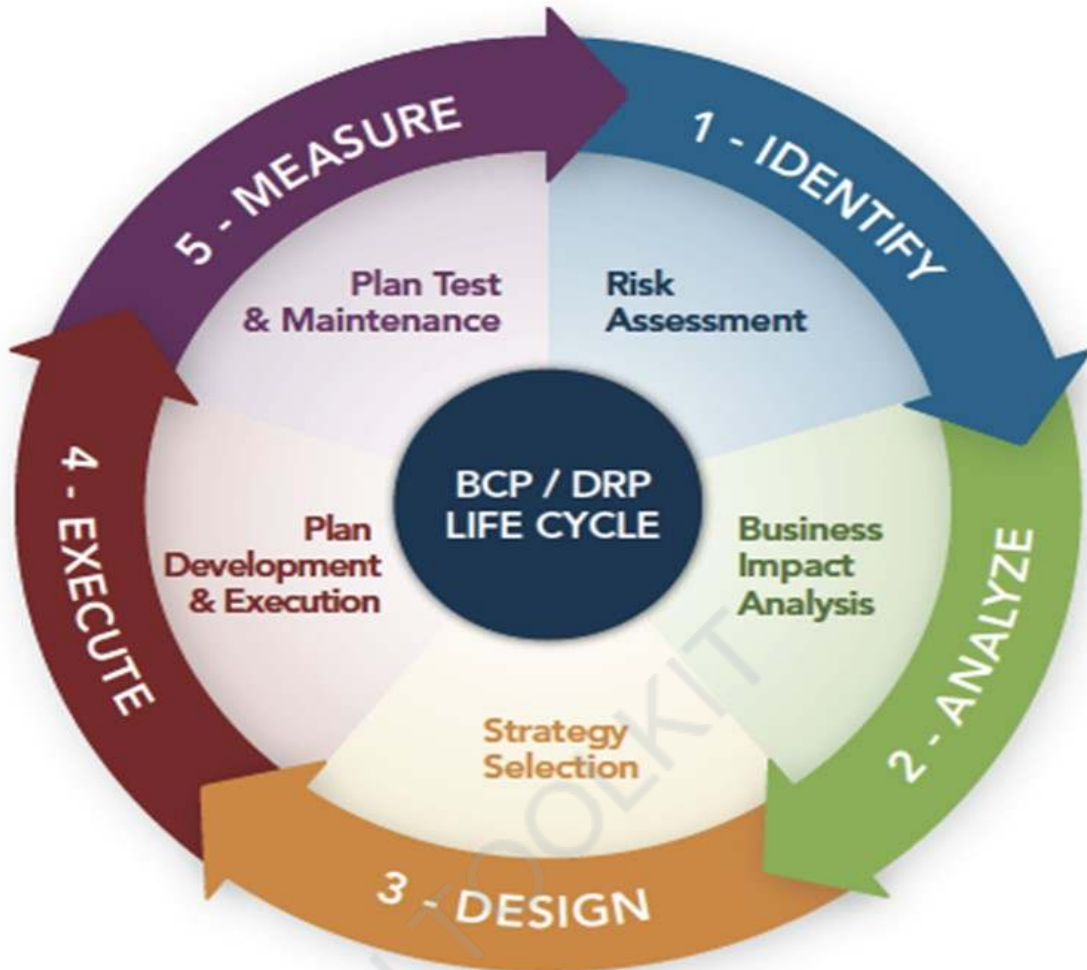 1 - IDENTIFY
Risk
Assessment
2 - ANALYZE
Business
Impact
Analysis
3 - DESIGN
Strategy
Selection
4 - EXECUTE
Plan
Development
& Execution
5 - MEASURE
Plan Test
& Maintenance
BCP / DRP
LIFE CYCLE
TOOLKIT